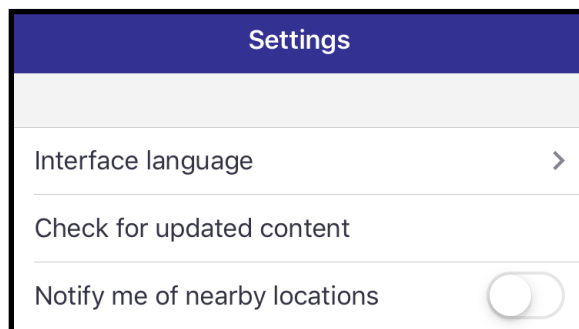 Settings
Interface language
Check for updated content
Notify me of nearby locations